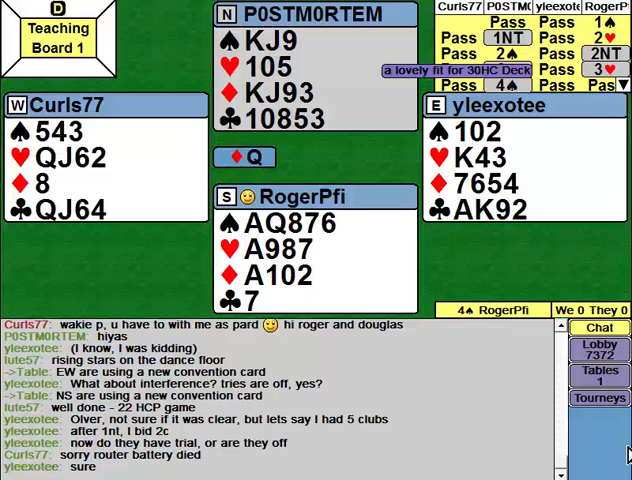 D
Teaching
Board 1
N P0STM0RTEM
♠ KJ9
♥ 105
♦ KJ93
♣ 10853
Curls77 P0STM( yleexote RogerP
Pass Pass 1♠
Pass 1NT Pass 2♥
Pass 2♠ Pass 2NT
a lovely fit for 30HC Deck
Pass 3♥
Pass 4♠ Pass Pas
W Curls77
♠ 543
♥ QJ62
♦ 8
♣ QJ64
♦ Q
E yleexotee
♠ 102
♥ K43
♦ 7654
♣ AK92
S RogerPfi
♠ AQ876
♥ A987
♦ A102
♣ 7
4♠ RogerPfi We 0 They 0
Curls77: wakie p, u have to with me as pard hi roger and douglas
P0STM0RTEM: hiyas
yleexotee: (I know, I was kidding)
lute57: rising stars on the dance floor
->Table: EW are using a new convention card
yleexotee: What about interference? tries are off, yes?
->Table: NS are using a new convention card
lute57: well done - 22 HCP game
yleexotee: Olver, not sure if it was clear, but lets say I had 5 clubs
yleexotee: after 1nt, I bid 2c
yleexotee: now do they have trial, or are they off
Curls77: sorry router battery died
yleexotee: sure
Chat
Lobby
7372
Tables
1
Tourneys